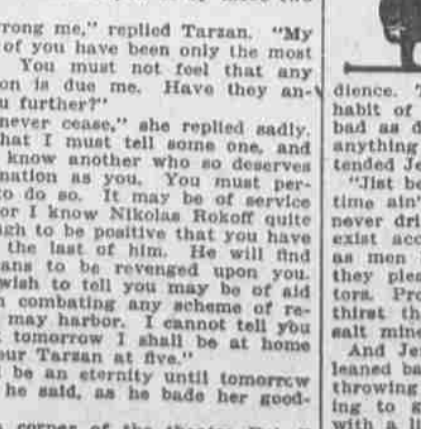 rong me," replied Tarzan. "My
of you have been only the most
You must not feel that any
on is due me. Have they an-
u further?"
never cease," she replied sadly.
hat I must tell some one, and
know another who so deserves
nation as you. You must per-
to do so. It may be of service
or I know Nikolas Rokoff quite
gh to be positive that you have
the last of him. He will find
ans to be revenged upon you.
wish to tell you may be of aid
n combating any scheme of re-
may harbor. I cannot tell you
tomorrow I shall be at home
our Tarzan at five."
be an eternity until tomorrow
he said, as he bade her good-
corner of the
dience. T
habit of
bad as d
anything
tended Je
"Jist be
time ain'
never dri
exist acc
as men
they plea
tors. Pro
thirst th
salt mine
And Je
leaned ba
throwing
ing to g
with a li